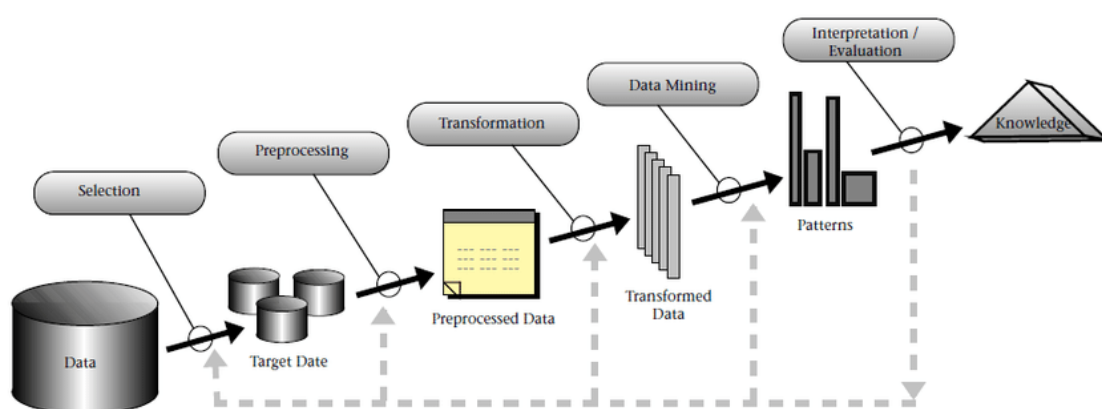 Interpretation /
Evaluation
Data Mining
Knowledge
Transformation
Preprocessing
Patterns
Selection
Transformed
Data
Preprocessed Data
Target Date
Data